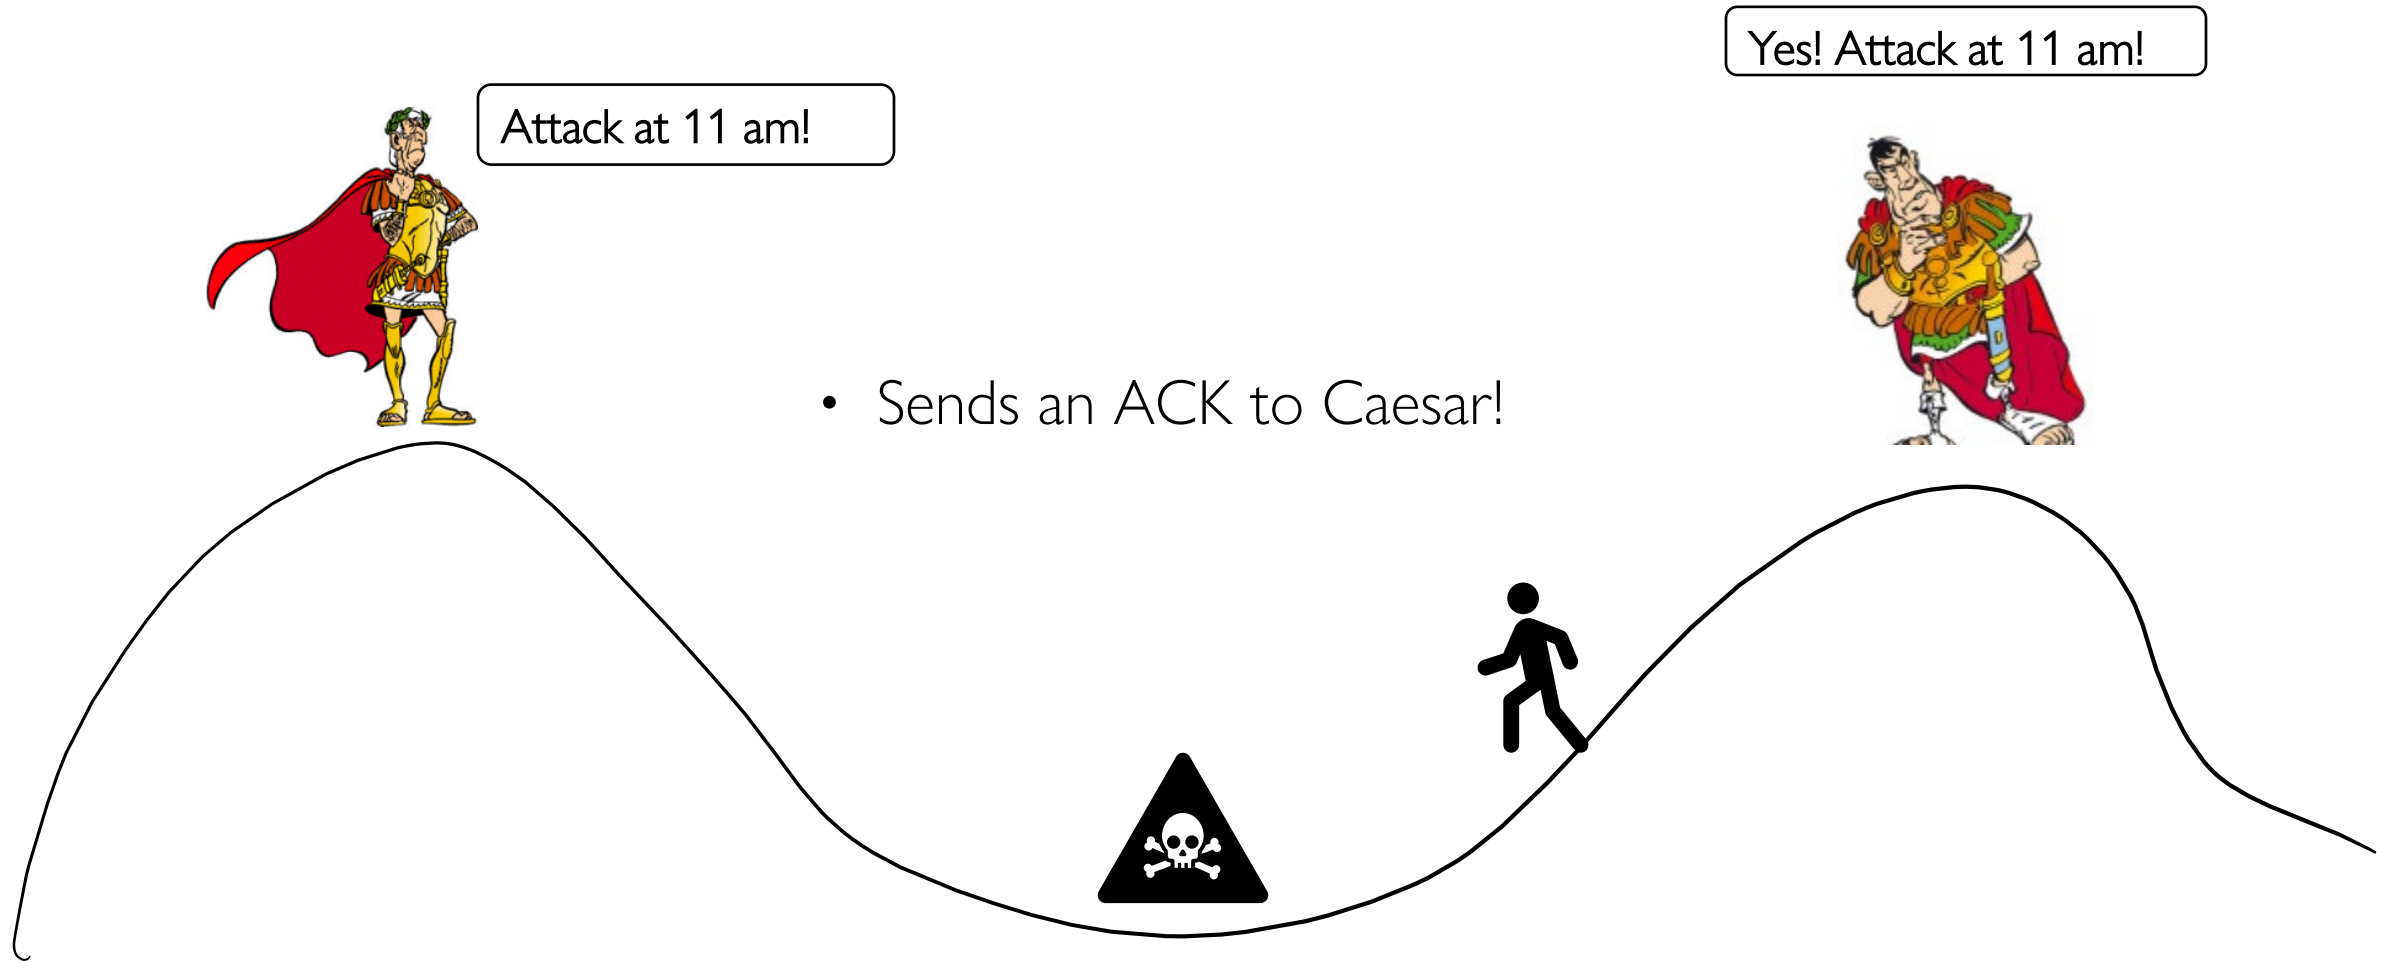 Yes! Attack at 11 am!
Attack at 11 am!
• Sends an ACK to Caesar!